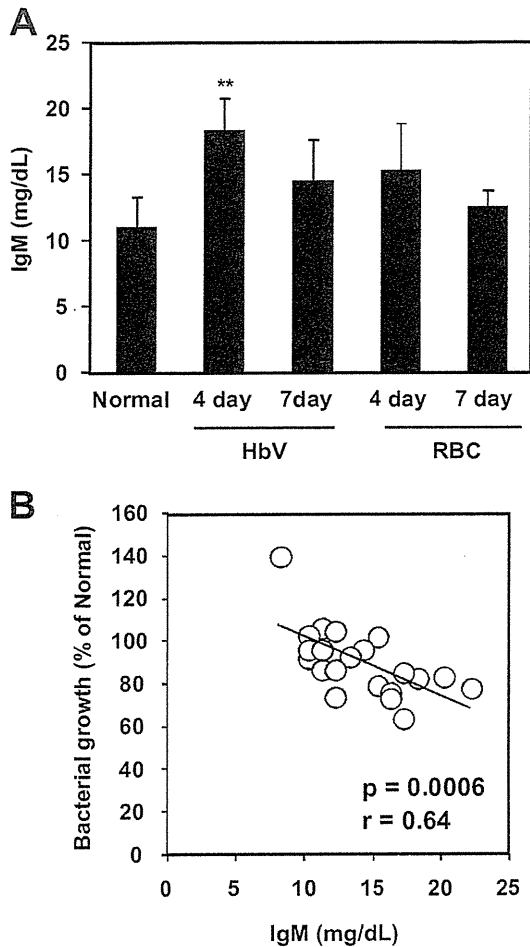 A
25
20
15
10
5
0
IgM (mg/dL)
**
Normal 4 day 7day 4 day 7 day
HbV RBC
B
160
140
120
100
80
60
40
20
0
Bacterial growth (% of Normal)
p = 0.0006
r = 0.64
0 5 10 15 20 25
IgM (mg/dL)